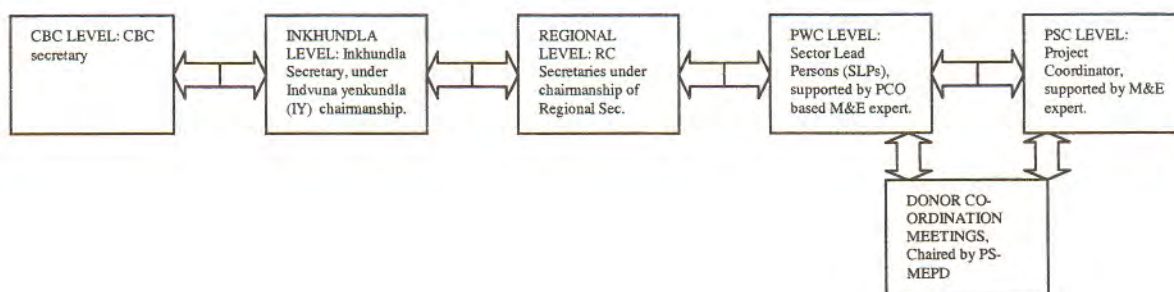 CBC LEVEL: CBC
secretary
INKHUNDLA
LEVEL: Inkhundla
Secretary, under
Indvuna yenkundla
(IY) chairmanship.
REGIONAL
LEVEL: RC
Secretaries under
chairmanship of
Regional Sec.
PWC LEVEL:
Sector Lead
Persons (SLPs),
supported by PCO
based M&E expert.
PSC LEVEL:
Project
Coordinator,
supported by M&E
expert.
DONOR CO-
ORDINATION
MEETINGS,
Chaired by PS-
MEPD